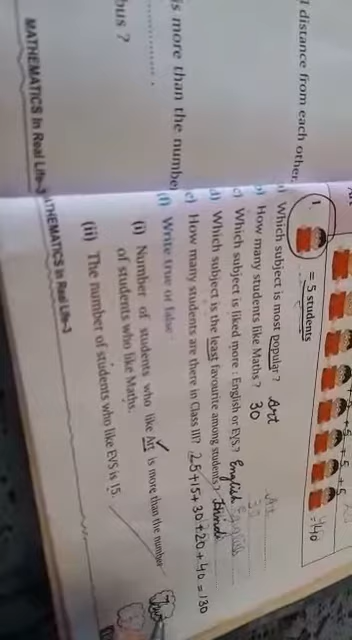 l distance from each other.
is more than the number
bus ?
MATHEMATICS In Real Life-3
40
1 = 5 students
a) Which subject is most popular? Art
b) How many students like Maths? 30
c) Which subject is liked more : English or EVS? English
d) Which subject is the least favourite among students? Hindi
e) How many students are there in Class III? 25+15+30+20+40=130
(f) Write true or false
(i) Number of students who like Art is more than the number
of students who like Maths.
(ii) The number of students who like EVS is 15.
MATHEMATICS in Real Life-3